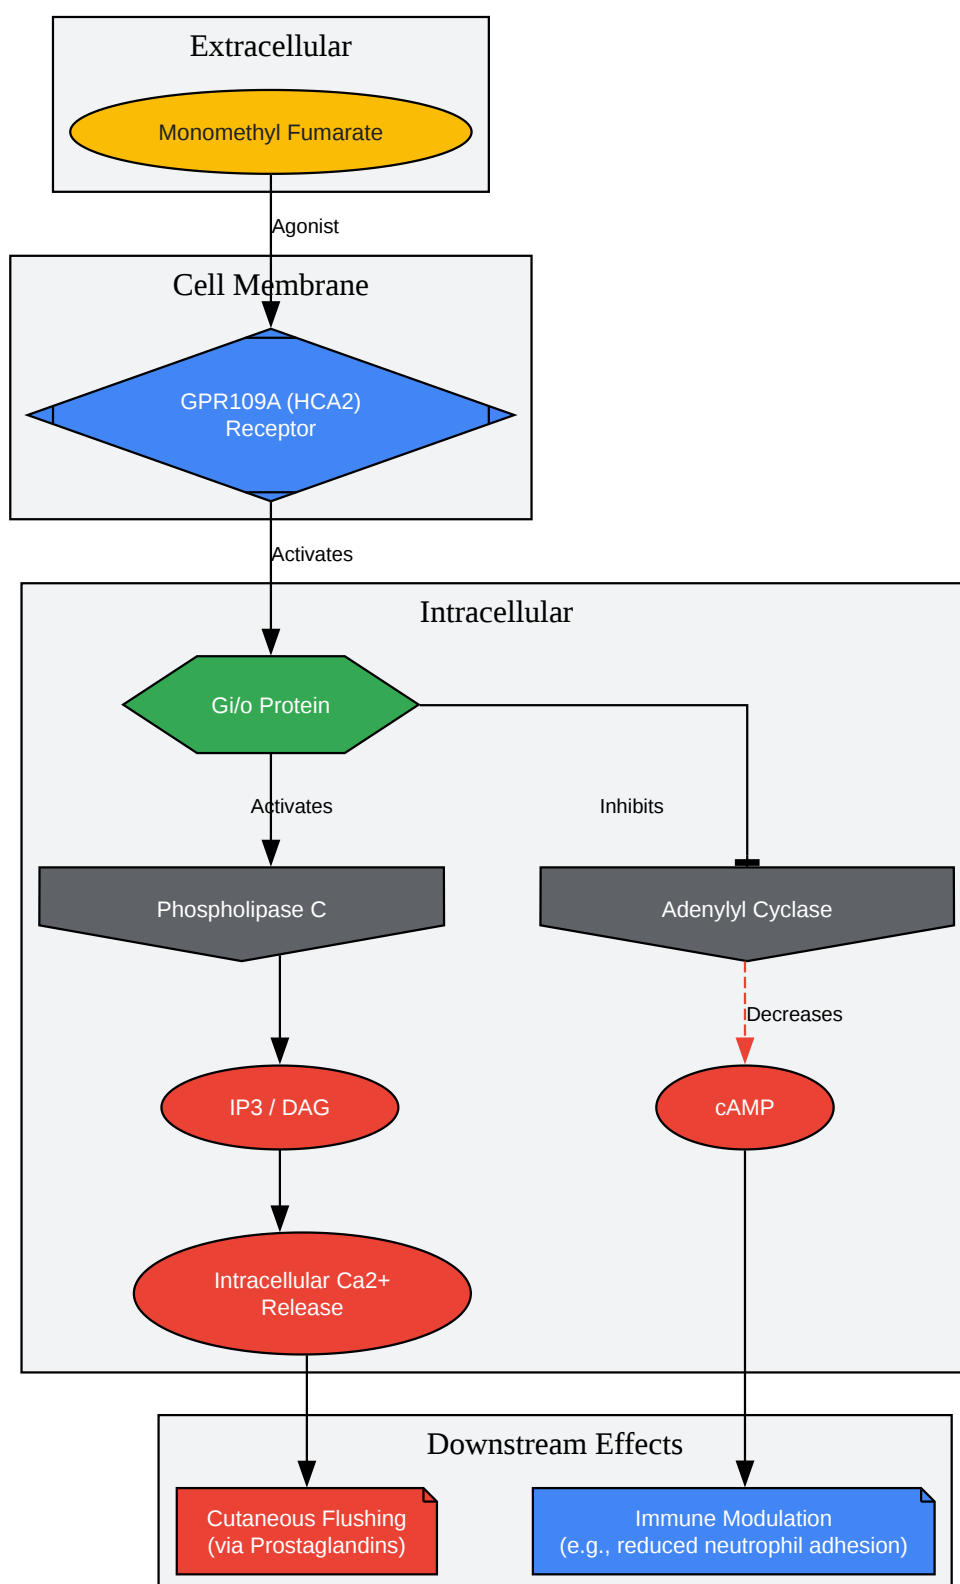 Extracellular
Monomethyl Fumarate
Agonist
Cell Membrane
GPR109A (HCA2)
Receptor
Activates
Intracellular
Gi/o Protein
Activates
Inhibits
Phospholipase C
Adenylyl Cyclase
Decreases
IP3 / DAG
cAMP
Intracellular Ca2+
Release
Downstream Effects
Cutaneous Flushing
(via Prostaglandins)
Immune Modulation
(e.g., reduced neutrophil adhesion)